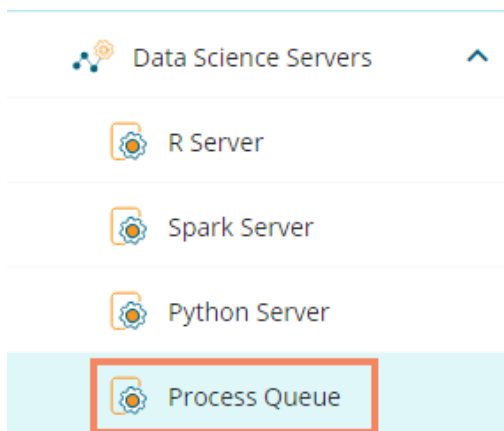 Data Science Servers
R Server
Spark Server
Python Server
Process Queue